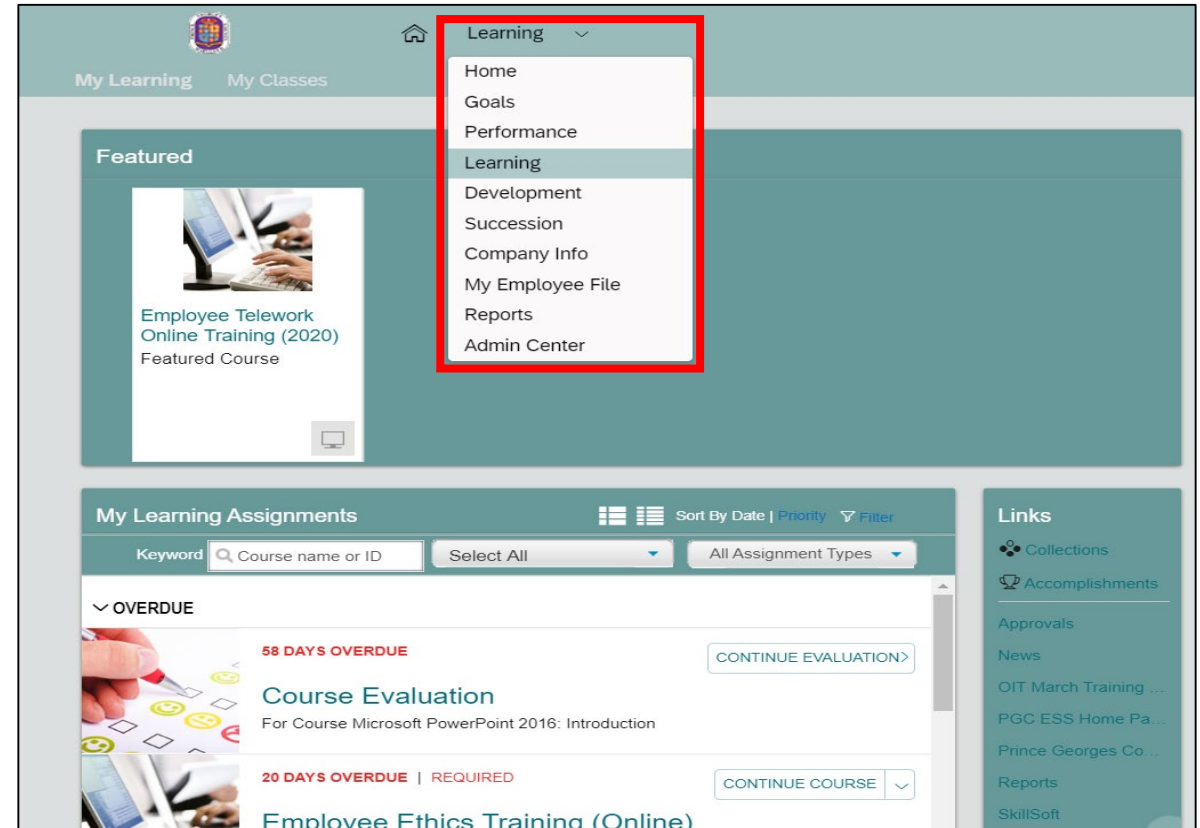 Learning
My Learning My Classes
Home
Goals
Performance
Learning
Development
Succession
Company Info
My Employee File
Reports
Admin Center
Featured
Employee Telework
Online Training (2020)
Featured Course
My Learning Assignments
Sort By Date | Priority Filter
Keyword Course name or ID Select All All Assignment Types
OVERDUE
58 DAYS OVERDUE
CONTINUE EVALUATION>
Course Evaluation
For Course Microsoft PowerPoint 2016: Introduction
20 DAYS OVERDUE | REQUIRED
CONTINUE COURSE
Employee Ethics Training (Online)
Links
Collections
Accomplishments
Approvals
News
OIT March Training ...
PGC ESS Home Pa...
Prince Georges Co...
Reports
SkillSoft